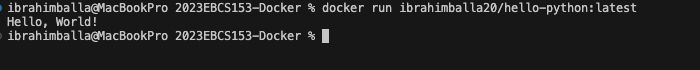 ibrahimballa@MacBookPro 2023EBCS153-Docker % docker run ibrahimballa20/hello-python:latest
Hello, World!
ibrahimballa@MacBookPro 2023EBCS153-Docker %